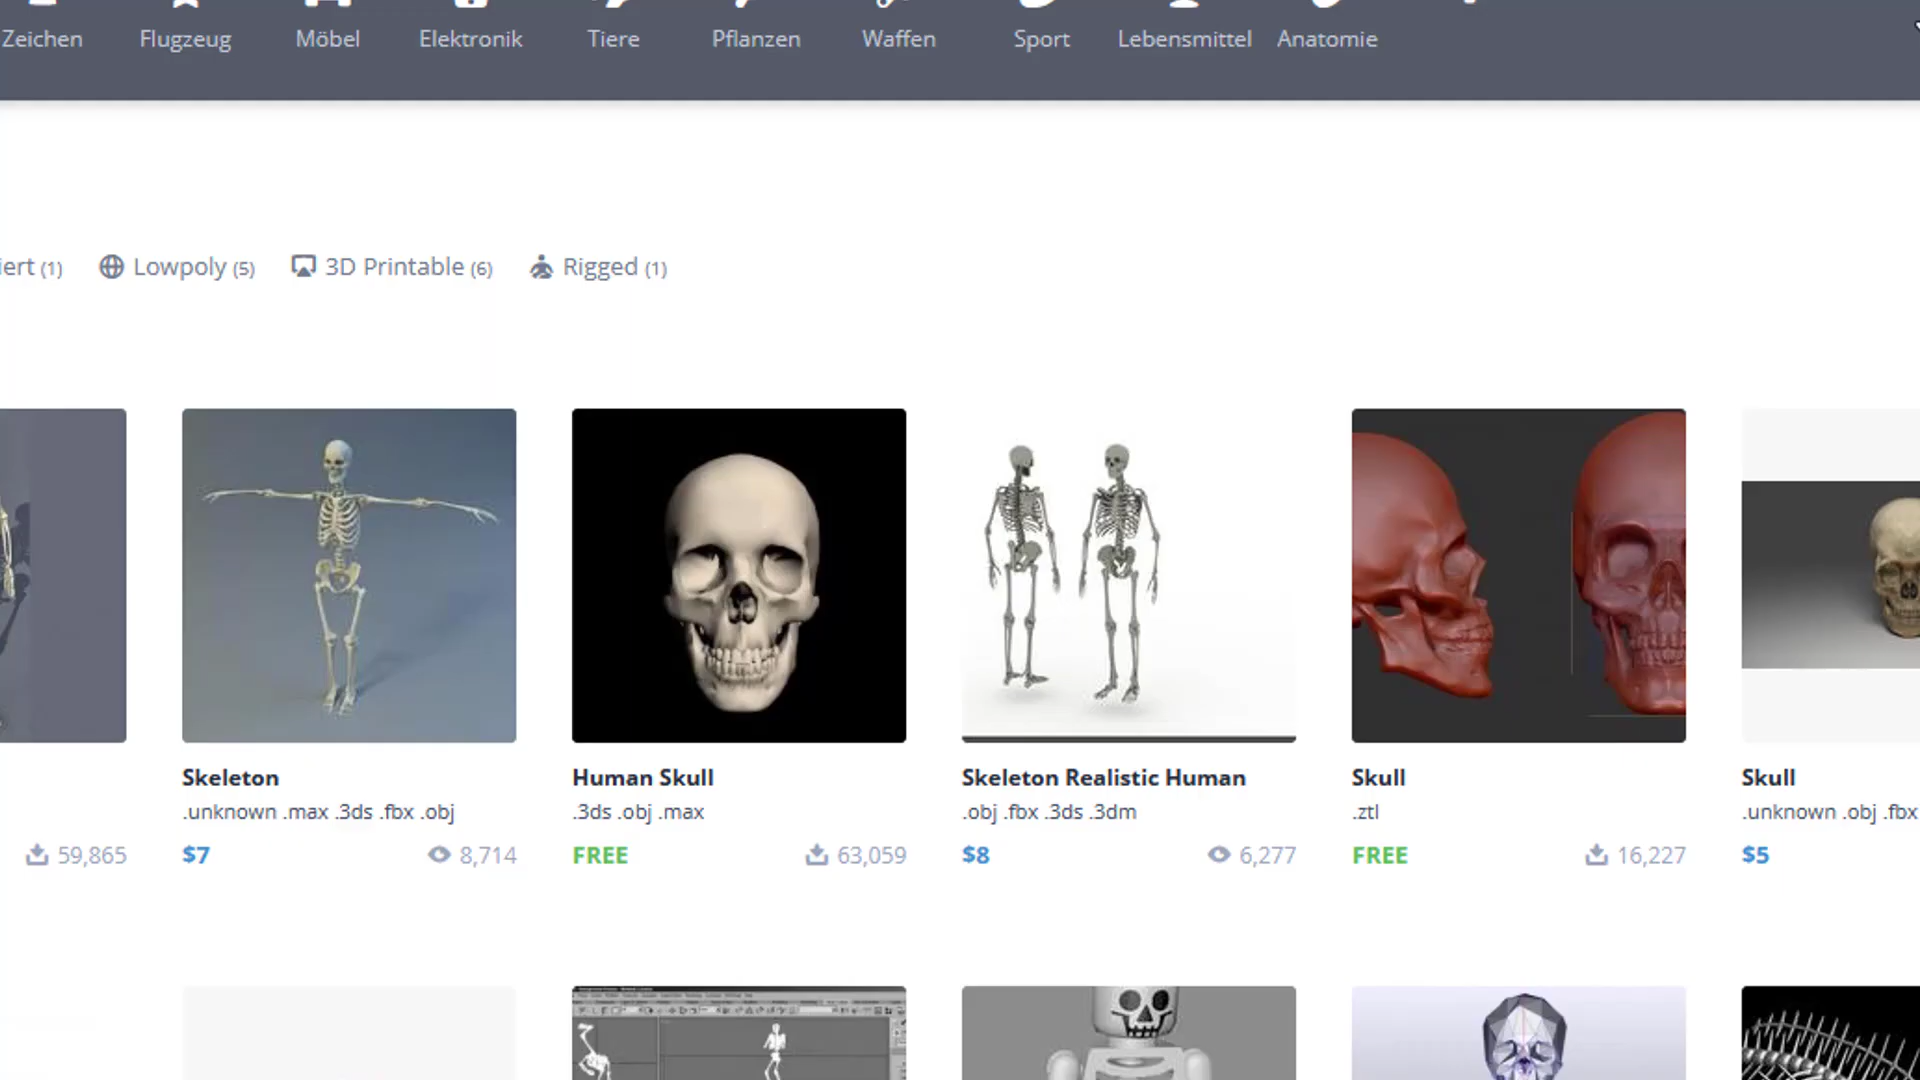 Zeichen Flugzeug Möbel Elektronik Tiere Pflanzen Waffen Sport Lebensmittel Anatomie
iert (1) Lowpoly (5) 3D Printable (6) Rigged (1)
Skeleton
.unknown .max .3ds .fbx .obj
59,865 $7 8,714
Human Skull
.3ds .obj .max
FREE 63,059
Skeleton Realistic Human
.obj .fbx .3ds .3dm
$8 6,277
Skull
.ztl
FREE 16,227
Skull
.unknown .obj .fbx
$5